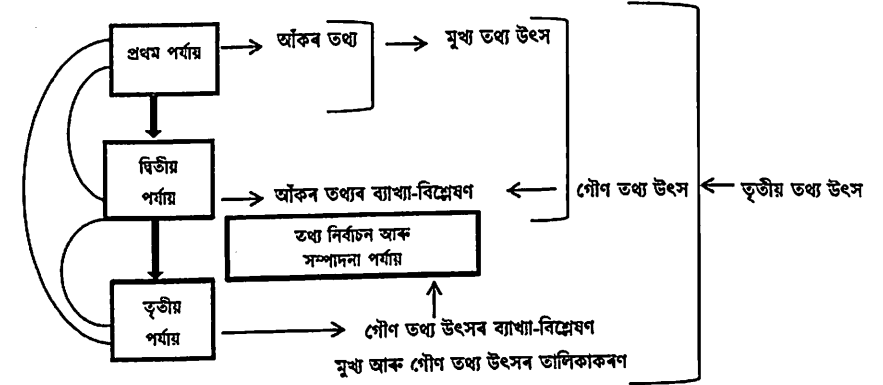 প্ৰথম পৰ্যায়
আঁকৰ তথ্য
মুখ্য তথ্য উৎস
দ্বিতীয়
পৰ্যায়
আঁকৰ তথ্যৰ ব্যাখ্যা-বিশ্লেষণ
গৌণ তথ্য উৎস
তৃতীয় তথ্য উৎস
তথ্য নিৰ্বাচন আৰু
সম্পাদনা পৰ্যায়
তৃতীয়
পৰ্যায়
গৌণ তথ্য উৎসৰ ব্যাখ্যা-বিশ্লেষণ
মুখ্য আৰু গৌণ তথ্য উৎসৰ তালিকাকৰণ